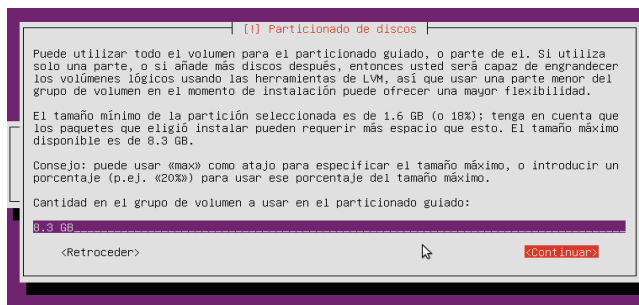 [!] Particionado de discos
Puede utilizar todo el volumen para el particionado guiado, o parte de el. Si utiliza
solo una parte, o si añade más discos después, entonces usted será capaz de engrandecer
los volúmenes lógicos usando las herramientas de LVM, así que usar una parte menor del
grupo de volumen en el momento de instalación puede ofrecer una mayor flexibilidad.
El tamaño mínimo de la partición seleccionada es de 1.6 GB (o 18%); tenga en cuenta que
los paquetes que eligió instalar pueden requerir más espacio que esto. El tamaño máximo
disponible es de 8.3 GB.
Consejo: puede usar «max» como atajo para especificar el tamaño máximo, o introducir un
porcentaje (p.ej. «20%») para usar ese porcentaje del tamaño máximo.
Cantidad en el grupo de volumen a usar en el particionado guiado:
8.3 GB
<Retroceder> <Continuar>